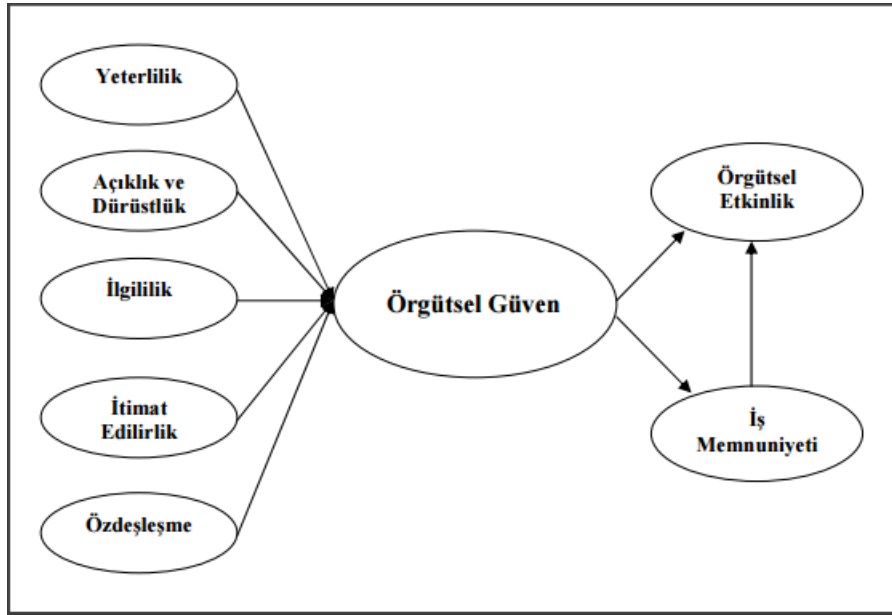 Yeterlilik
Açıklık ve
Dürüstlük
İlgililik
İtimat
Edilirlik
Özdeşleşme
Örgütsel Güven
Örgütsel
Etkinlik
İş
Memnuniyeti